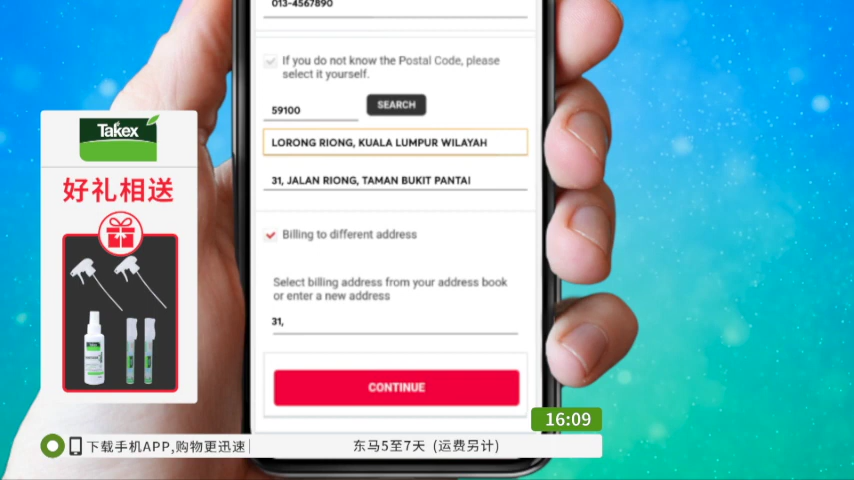 013-4567890
If you do not know the Postal Code, please
select it yourself.
59100
SEARCH
LORONG RIONG, KUALA LUMPUR WILAYAH
31, JALAN RIONG, TAMAN BUKIT PANTAI
Billing to different address
Select billing address from your address book
or enter a new address
31,
CONTINUE
Takex
好礼相送
16:09
下载手机APP,购物更迅速
东马5至7天 (运费另计)